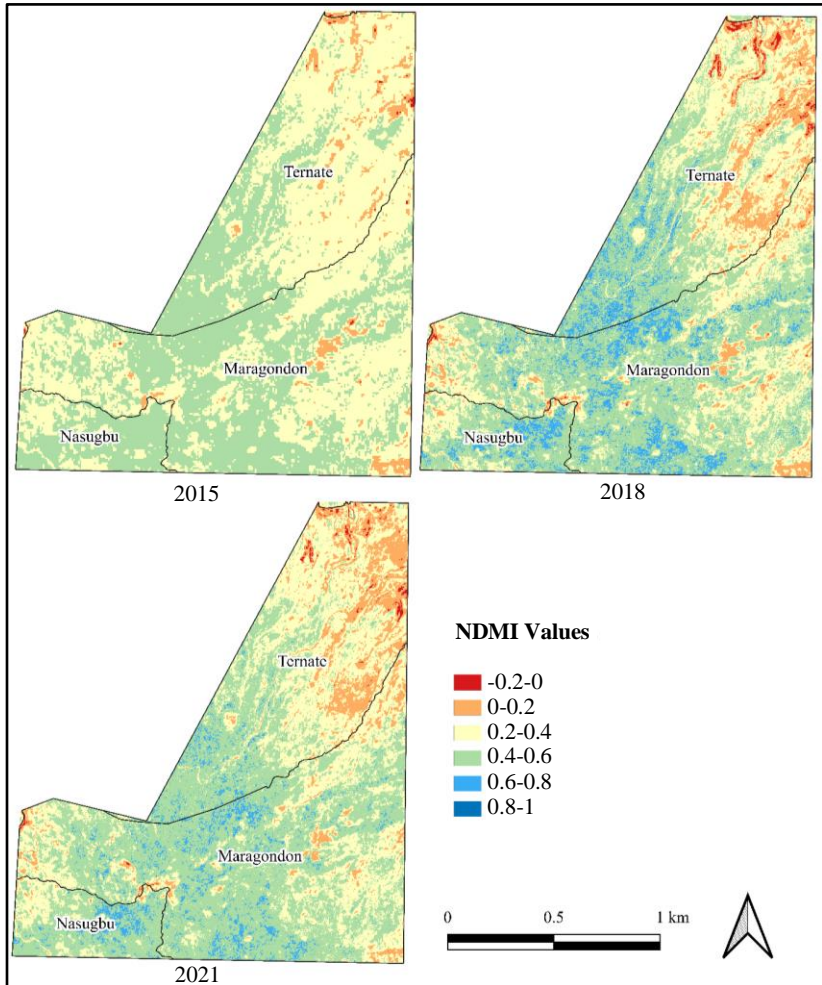 Ternate
Maragondon
Nasugbu
2015
Ternate
Maragondon
Nasugbu
2018
Ternate
Maragondon
Nasugbu
2021
NDMI Values
-0.2-0
0-0.2
0.2-0.4
0.4-0.6
0.6-0.8
0.8-1
0 0.5 1 km